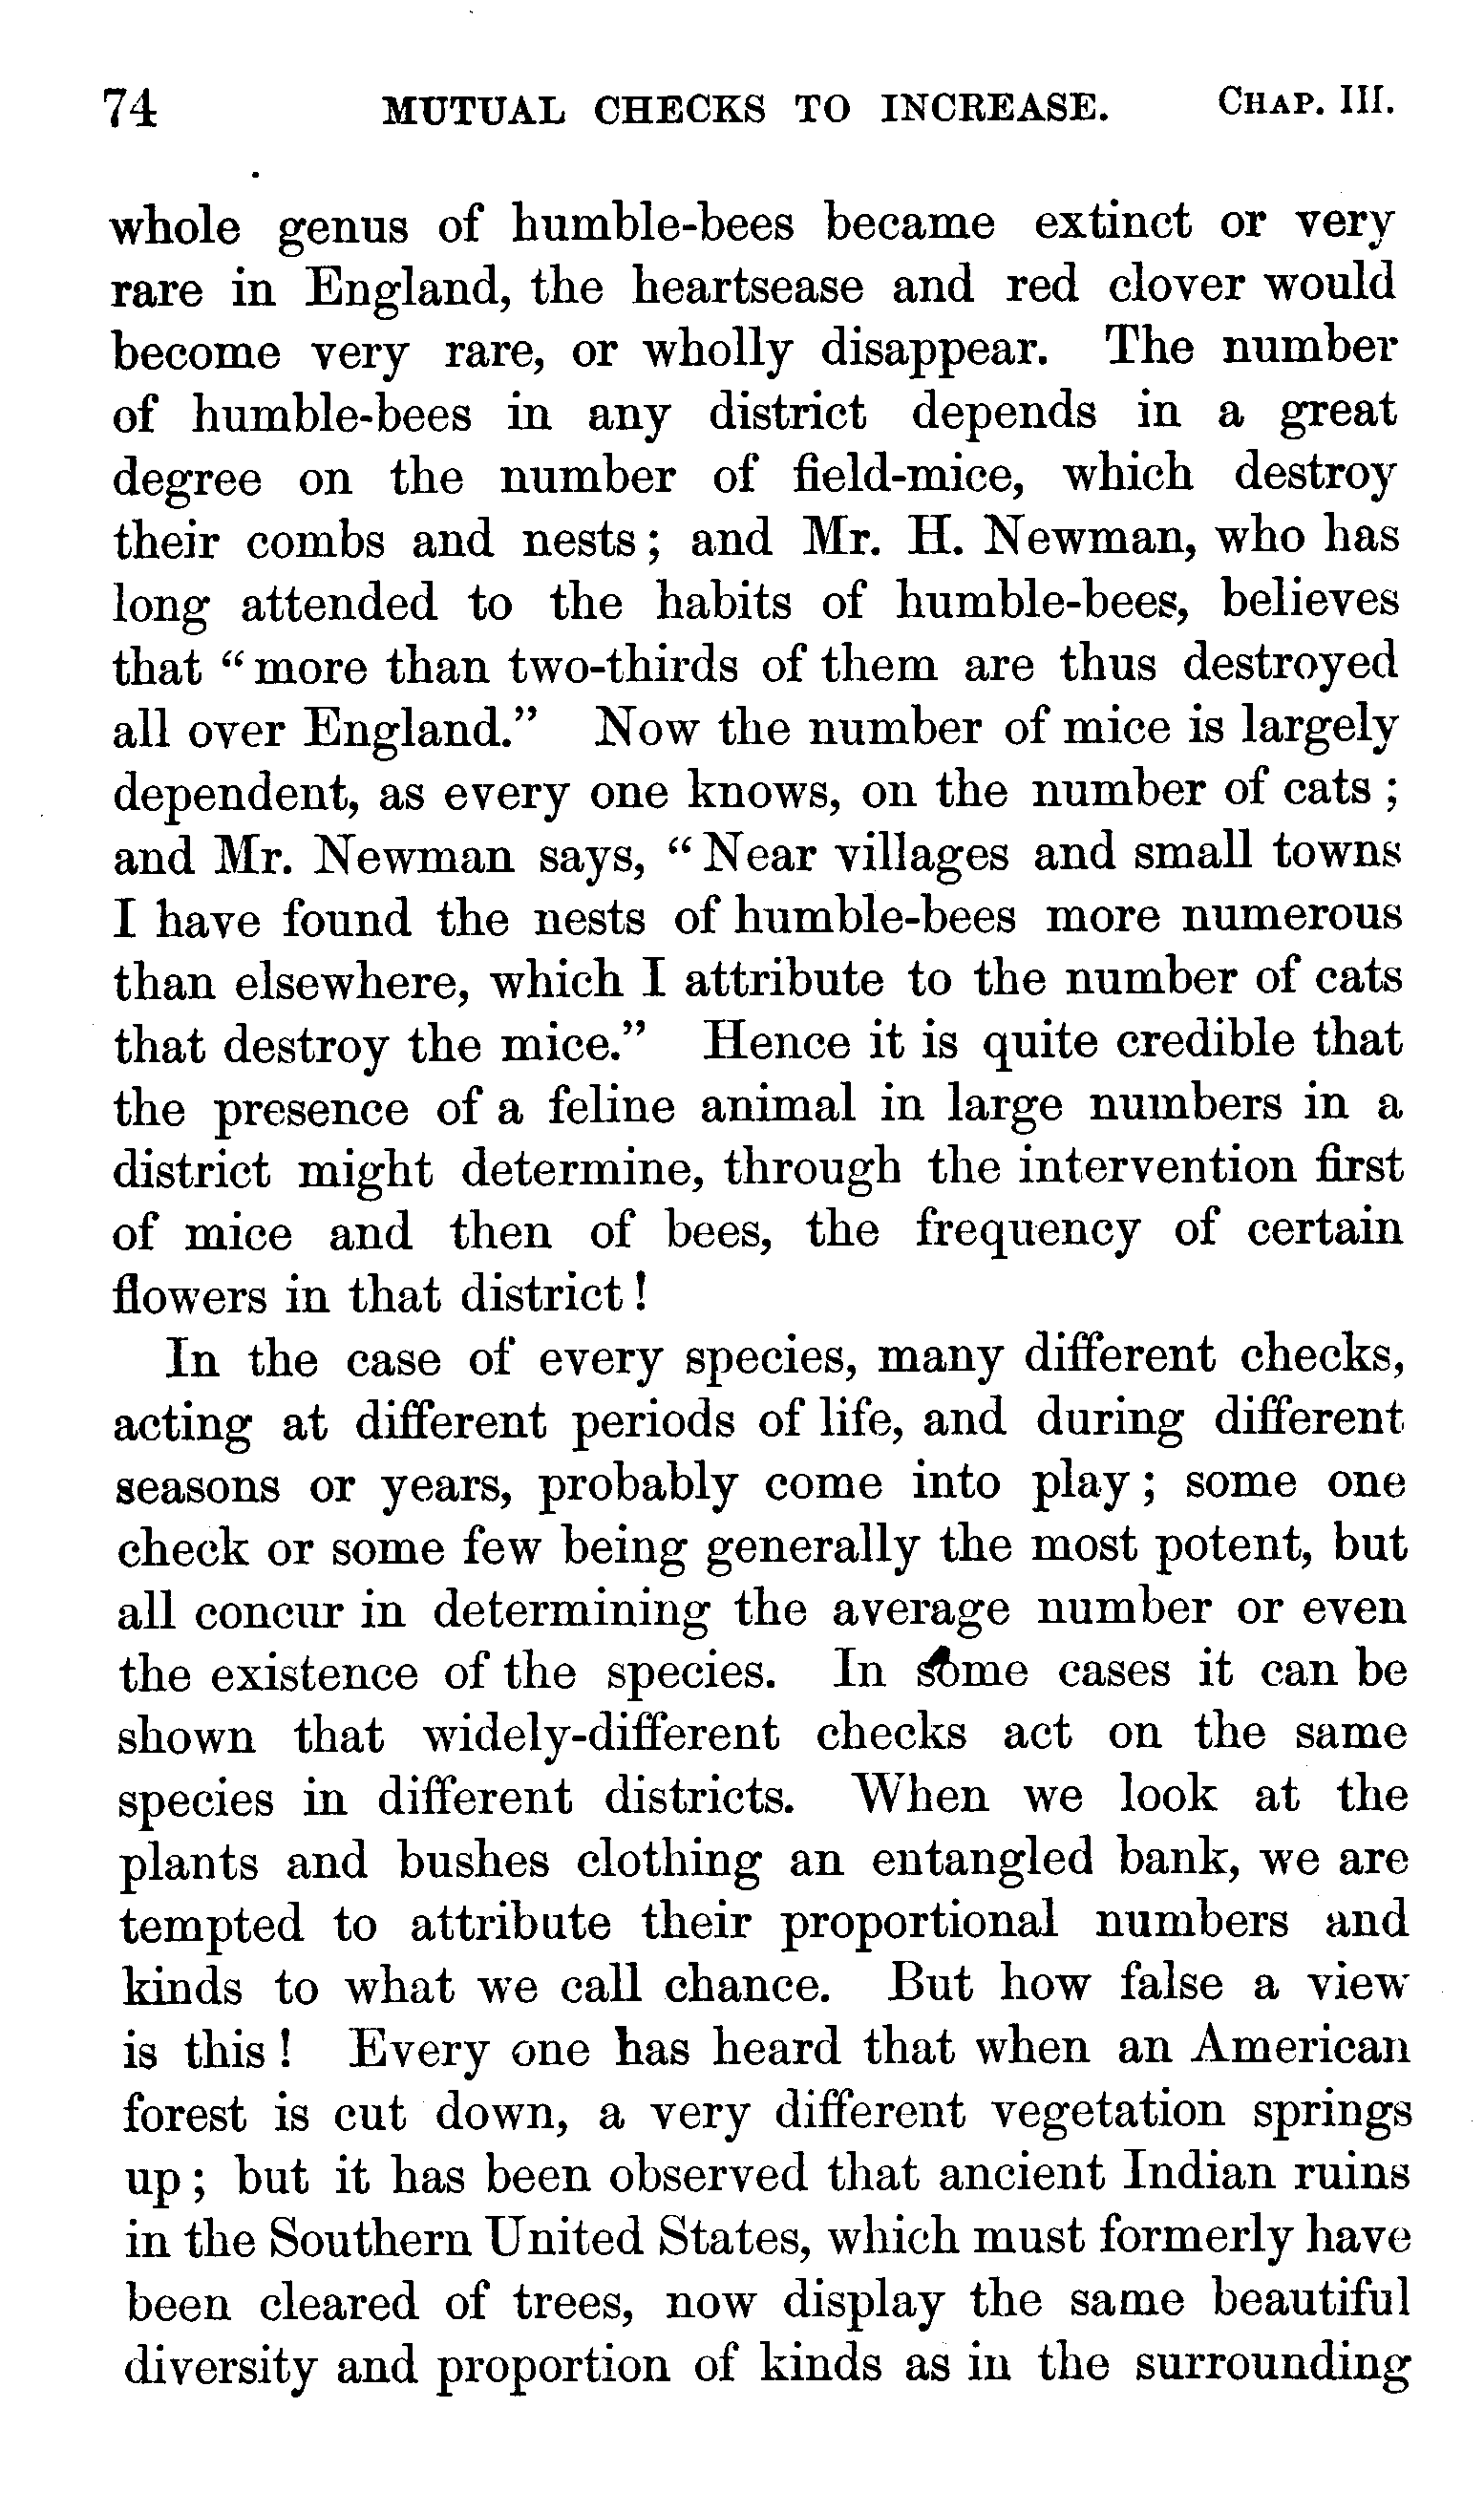 74 MUTUAL CHECKS TO INCREASE. CHAP. III.
whole genus of humble-bees became extinct or very
rare in England, the heartsease and red clover would
become very rare, or wholly disappear. The number
of humble-bees in any district depends in a great
degree on the number of field-mice, which destroy
their combs and nests; and Mr. H. Newman, who has
long attended to the habits of humble-bees, believes
that "more than two-thirds of them are thus destroyed
all over England." Now the number of mice is largely
dependent, as every one knows, on the number of cats;
and Mr. Newman says, "Near villages and small towns
I have found the nests of humble-bees more numerous
than elsewhere, which I attribute to the number of cats
that destroy the mice." Hence it is quite credible that
the presence of a feline animal in large numbers in a
district might determine, through the intervention first
of mice and then of bees, the frequency of certain
flowers in that district!
In the case of every species, many different checks,
acting at different periods of life, and during different
seasons or years, probably come into play; some one
check or some few being generally the most potent, but
all concur in determining the average number or even
the existence of the species. In some cases it can be
shown that widely-different checks act on the same
species in different districts. When we look at the
plants and bushes clothing an entangled bank, we are
tempted to attribute their proportional numbers and
kinds to what we call chance. But how false a view
is this! Every one has heard that when an American
forest is cut down, a very different vegetation springs
up; but it has been observed that ancient Indian ruins
in the Southern United States, which must formerly have
been cleared of trees, now display the same beautiful
diversity and proportion of kinds as in the surrounding